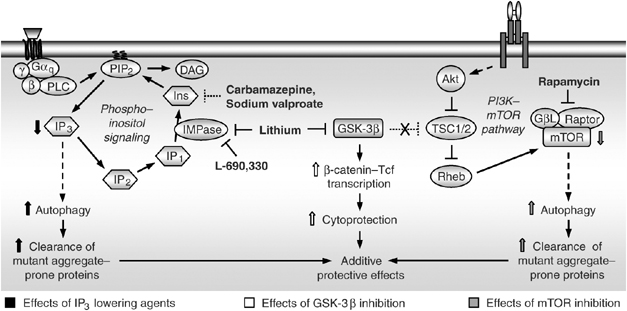 γ
Gαq
β
PLC
PIP2
DAG
Ins
Carbamazepine,
Sodium valproate
Phospho–
inositol
signaling
IMPase
IP3
IP2
IP1
L-690,330
Lithium
GSK-3β
β-catenin–Tcf
transcription
Cytoprotection
Akt
TSC1/2
Rheb
PI3K–
mTOR
pathway
Rapamycin
GβL
Raptor
mTOR
Autophagy
Clearance of
mutant aggregate–
prone proteins
Additive
protective effects
Autophagy
Clearance of
mutant aggregate–
prone proteins
Effects of IP3 lowering agents
Effects of GSK-3β inhibition
Effects of mTOR inhibition